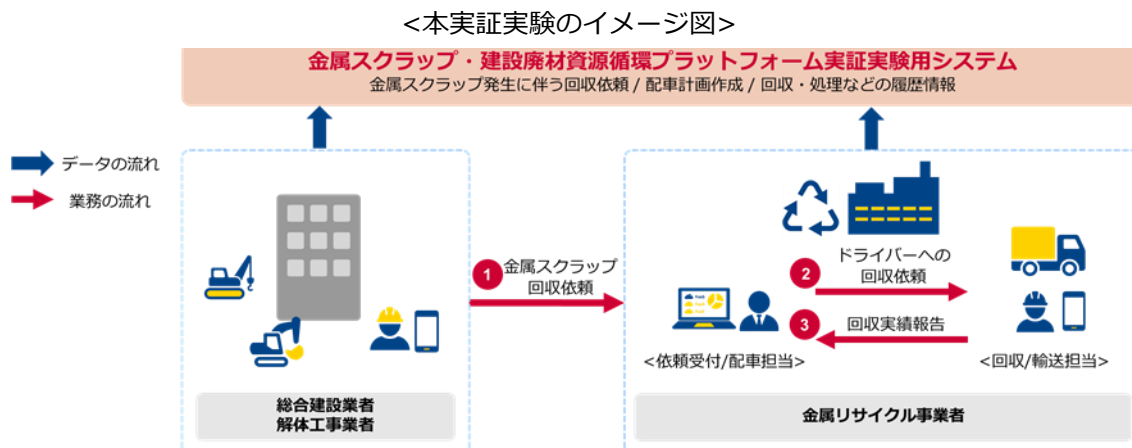 <本実証実験のイメージ図>
金属スクラップ・建設廃材資源循環プラットフォーム実証実験用システム
金属スクラップ発生に伴う回収依頼 / 配車計画作成 / 回収・処理などの履歴情報
データの流れ
業務の流れ
1 金属スクラップ
回収依頼
2 ドライバーへの
回収依頼
3 回収実績報告
<依頼受付/配車担当>
<回収/輸送担当>
総合建設業者
解体工事業者
金属リサイクル事業者